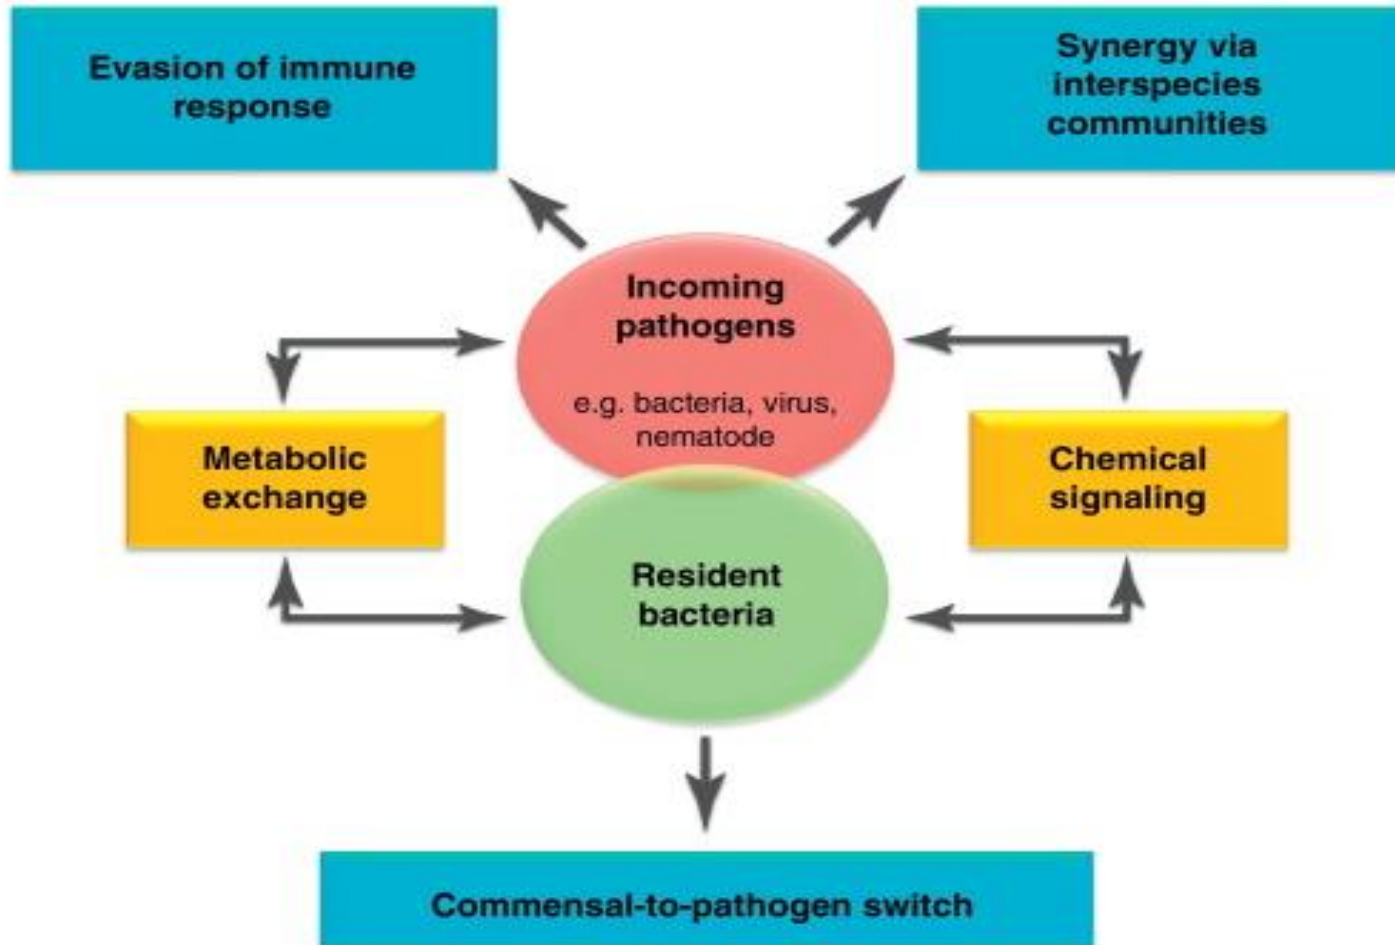 Evasion of immune
response
Synergy via
interspecies
communities
Incoming
pathogens
e.g. bacteria, virus,
nematode
Metabolic
exchange
Chemical
signaling
Resident
bacteria
Commensal-to-pathogen switch